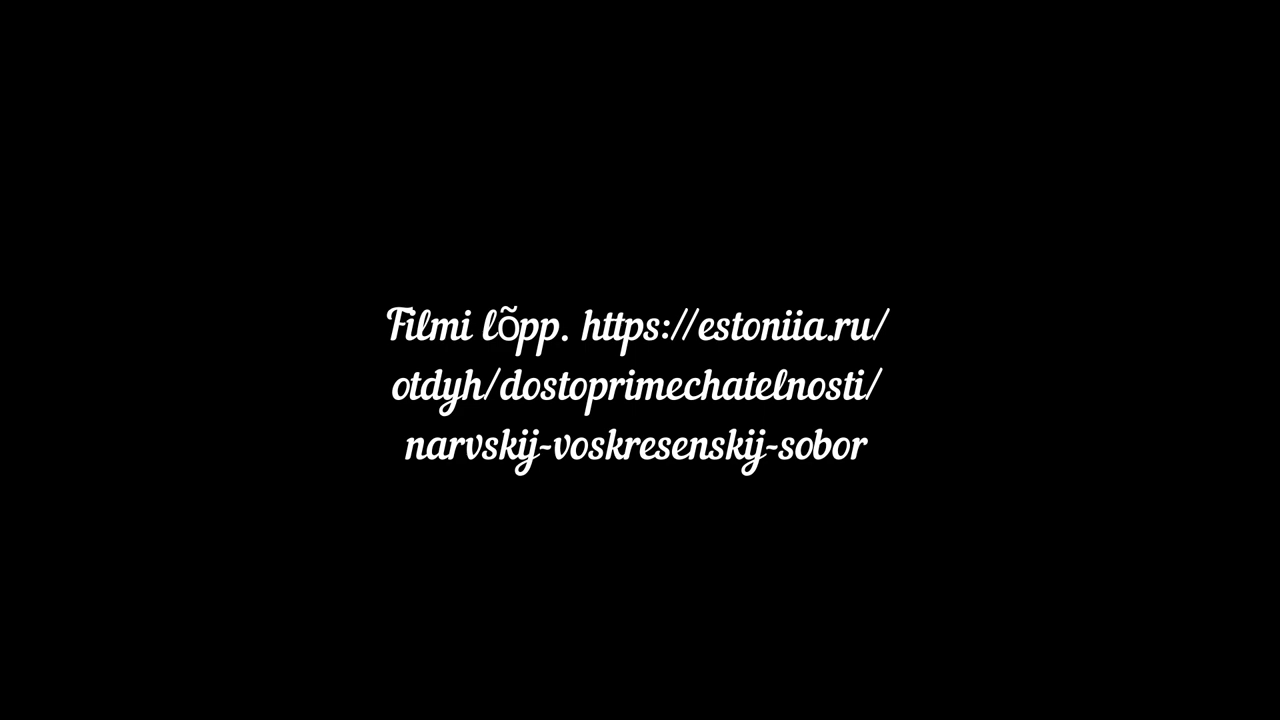 Filmi lõpp. https://estoniia.ru/
otdyh/dostoprimechatelnosti/
narvskij-voskresenskij-sobor